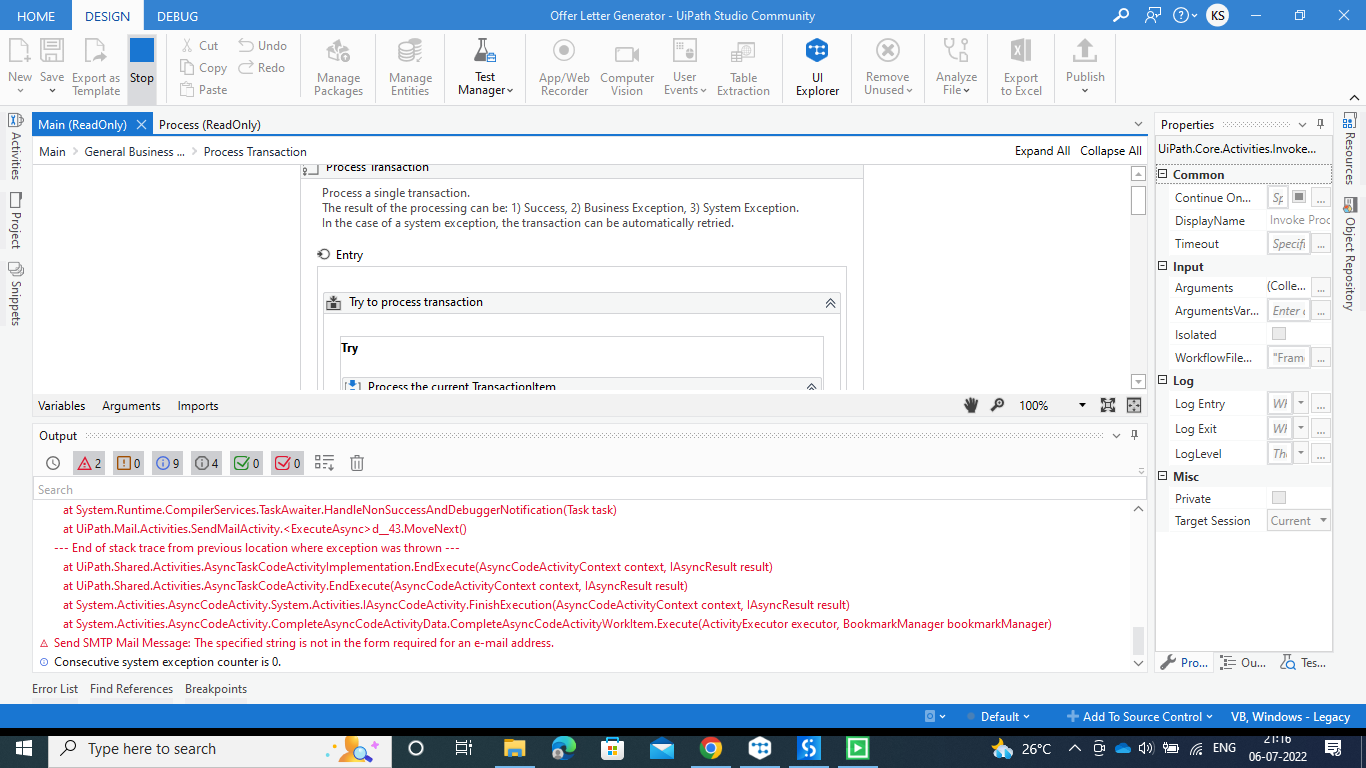 HOME DESIGN DEBUG
Offer Letter Generator - UiPath Studio Community
KS
New Save Export as Template Stop
Cut Undo
Copy Redo
Paste
Manage Packages
Manage Entities
Test Manager
App/Web Recorder
Computer Vision
User Events
Table Extraction
UI Explorer
Remove Unused
Analyze File
Export to Excel
Publish
Activities
Project
Snippets
Main (ReadOnly) Process (ReadOnly)
Main General Business ... Process Transaction
Expand All Collapse All
Process Transaction
Process a single transaction.
The result of the processing can be: 1) Success, 2) Business Exception, 3) System Exception.
In the case of a system exception, the transaction can be automatically retried.
Entry
Try to process transaction
Try
Process the current TransactionItem
Variables Arguments Imports
100%
Output
2 0 9 4 0 0
Search
at System.Runtime.CompilerServices.TaskAwaiter.HandleNonSuccessAndDebuggerNotification(Task task)
at UiPath.Mail.Activities.SendMailActivity.<ExecuteAsync>d__43.MoveNext()
--- End of stack trace from previous location where exception was thrown ---
at UiPath.Shared.Activities.AsyncTaskCodeActivityImplementation.EndExecute(AsyncCodeActivityContext context, IAsyncResult result)
at UiPath.Shared.Activities.AsyncTaskCodeActivity.EndExecute(AsyncCodeActivityContext context, IAsyncResult result)
at System.Activities.AsyncCodeActivity.System.Activities.IAsyncCodeActivity.FinishExecution(AsyncCodeActivityContext context, IAsyncResult result)
at System.Activities.AsyncCodeActivity.CompleteAsyncCodeActivityData.CompleteAsyncCodeActivityWorkItem.Execute(ActivityExecutor executor, BookmarkManager bookmarkManager)
Send SMTP Mail Message: The specified string is not in the form required for an e-mail address.
Consecutive system exception counter is 0.
Error List Find References Breakpoints
Properties
UiPath.Core.Activities.Invoke...
Common
Continue On... Sp ...
DisplayName Invoke Proc
Timeout Specifi ...
Input
Arguments (Colle... ...
ArgumentsVar... Enter ...
Isolated
WorkflowFile... "Fram ...
Log
Log Entry ...
Log Exit ...
LogLevel Th ...
Misc
Private
Target Session Current
Pro... Ou... Tes...
Resources
Object Repository
Default Add To Source Control VB, Windows - Legacy
Type here to search
26°C ENG
21:16
06-07-2022